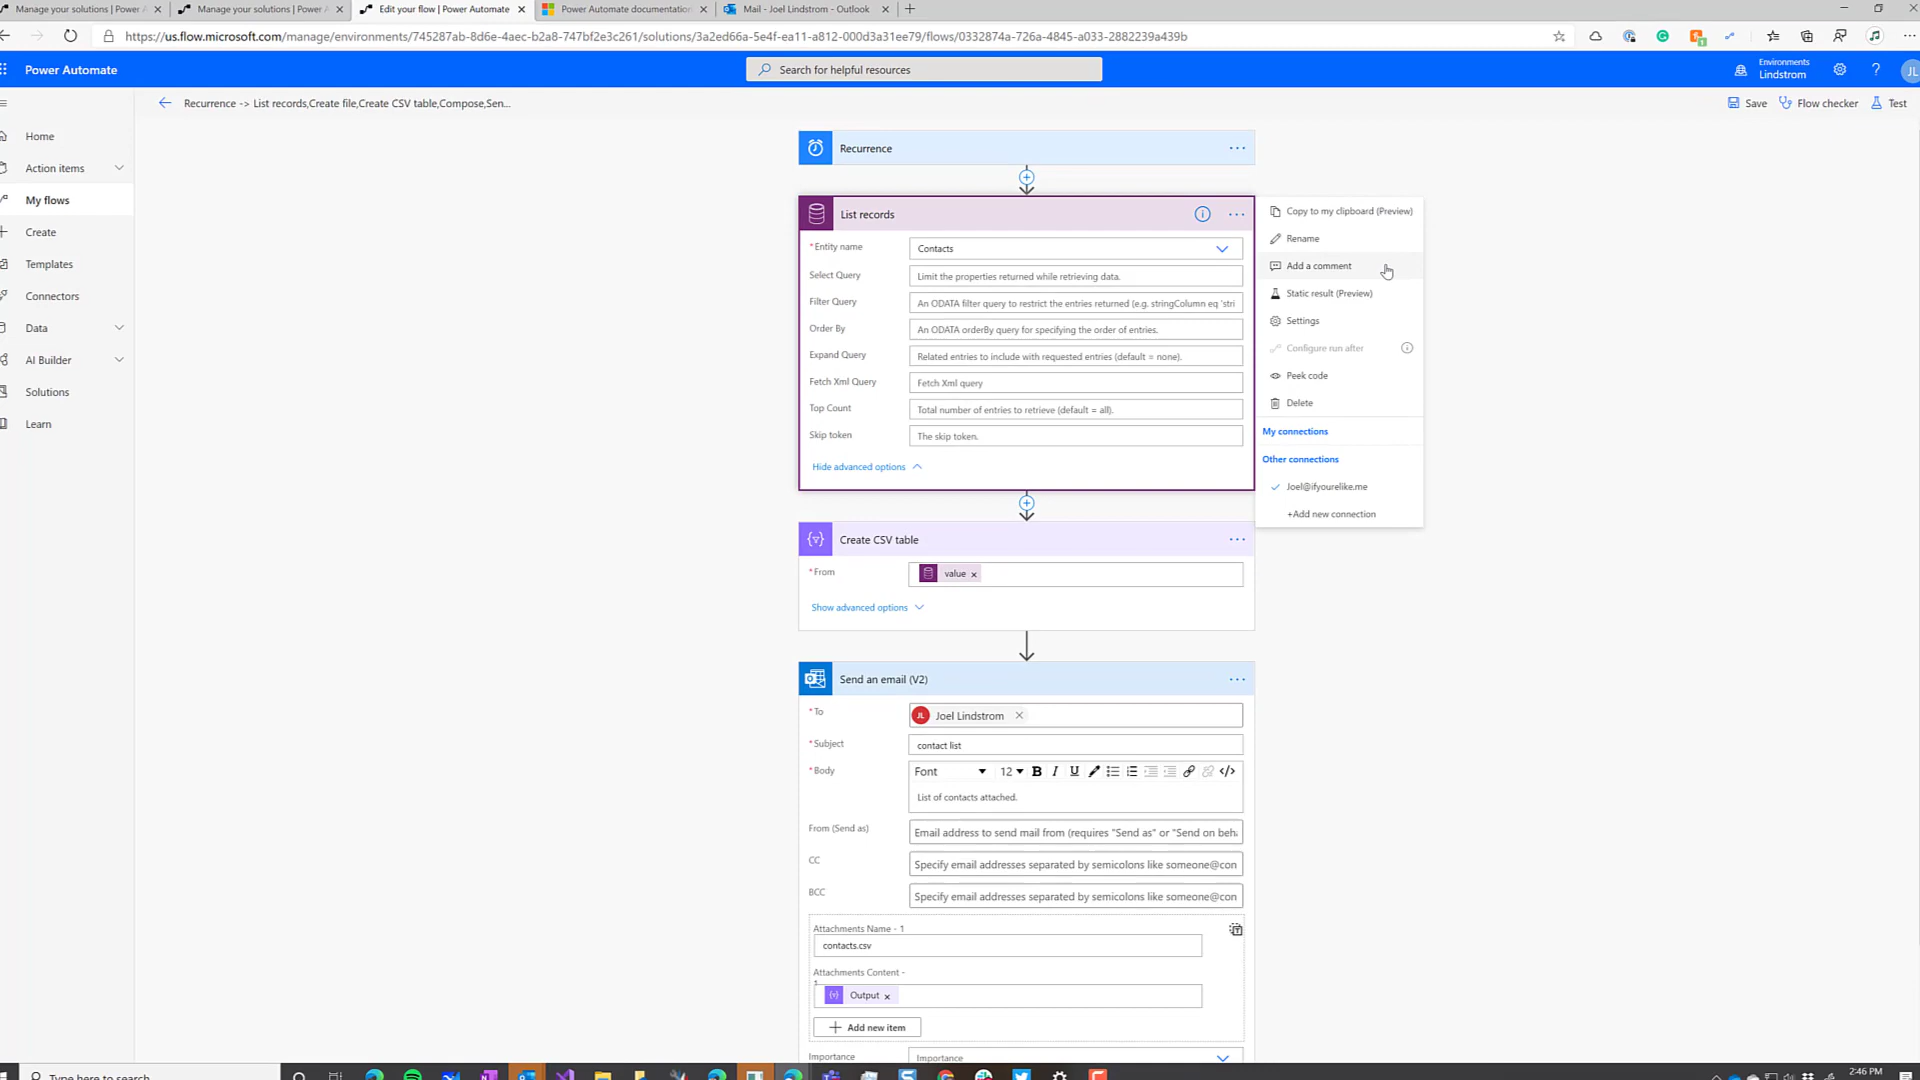 Manage your solutions | Power A
Manage your solutions | Power A
Edit your flow | Power Automate
Power Automate documentation
Mail - Joel Lindstrom - Outlook
https://us.flow.microsoft.com/manage/environments/745287ab-8d6e-4aec-b2a8-747bf2e3c261/solutions/3a2ed66a-5e4f-ea11-a812-000d3a31ee79/flows/0332874a-726a-4845-a033-2882239a439b
Power Automate
Search for helpful resources
Environments
Lindstrom
JL
Recurrence -> List records,Create file,Create CSV table,Compose,Sen...
Save
Flow checker
Test
Home
Action items
My flows
Create
Templates
Connectors
Data
AI Builder
Solutions
Learn
Recurrence
List records
*Entity name
Contacts
Select Query
Limit the properties returned while retrieving data.
Filter Query
An ODATA filter query to restrict the entries returned (e.g. stringColumn eq 'stri
Order By
An ODATA orderBy query for specifying the order of entries.
Expand Query
Related entries to include with requested entries (default = none).
Fetch Xml Query
Fetch Xml query
Top Count
Total number of entries to retrieve (default = all).
Skip token
The skip token.
Hide advanced options
Copy to my clipboard (Preview)
Rename
Add a comment
Static result (Preview)
Settings
Configure run after
Peek code
Delete
My connections
Other connections
Joel@ifyourelike.me
+Add new connection
Create CSV table
*From
value
Show advanced options
Send an email (V2)
*To
JL Joel Lindstrom
*Subject
contact list
*Body
Font 12 B I U
List of contacts attached.
From (Send as)
Email address to send mail from (requires "Send as" or "Send on beha
CC
Specify email addresses separated by semicolons like someone@con
BCC
Specify email addresses separated by semicolons like someone@con
Attachments Name - 1
contacts.csv
Attachments Content -
1
Output
Add new item
Importance
Importance
Type here to search
2:46 PM